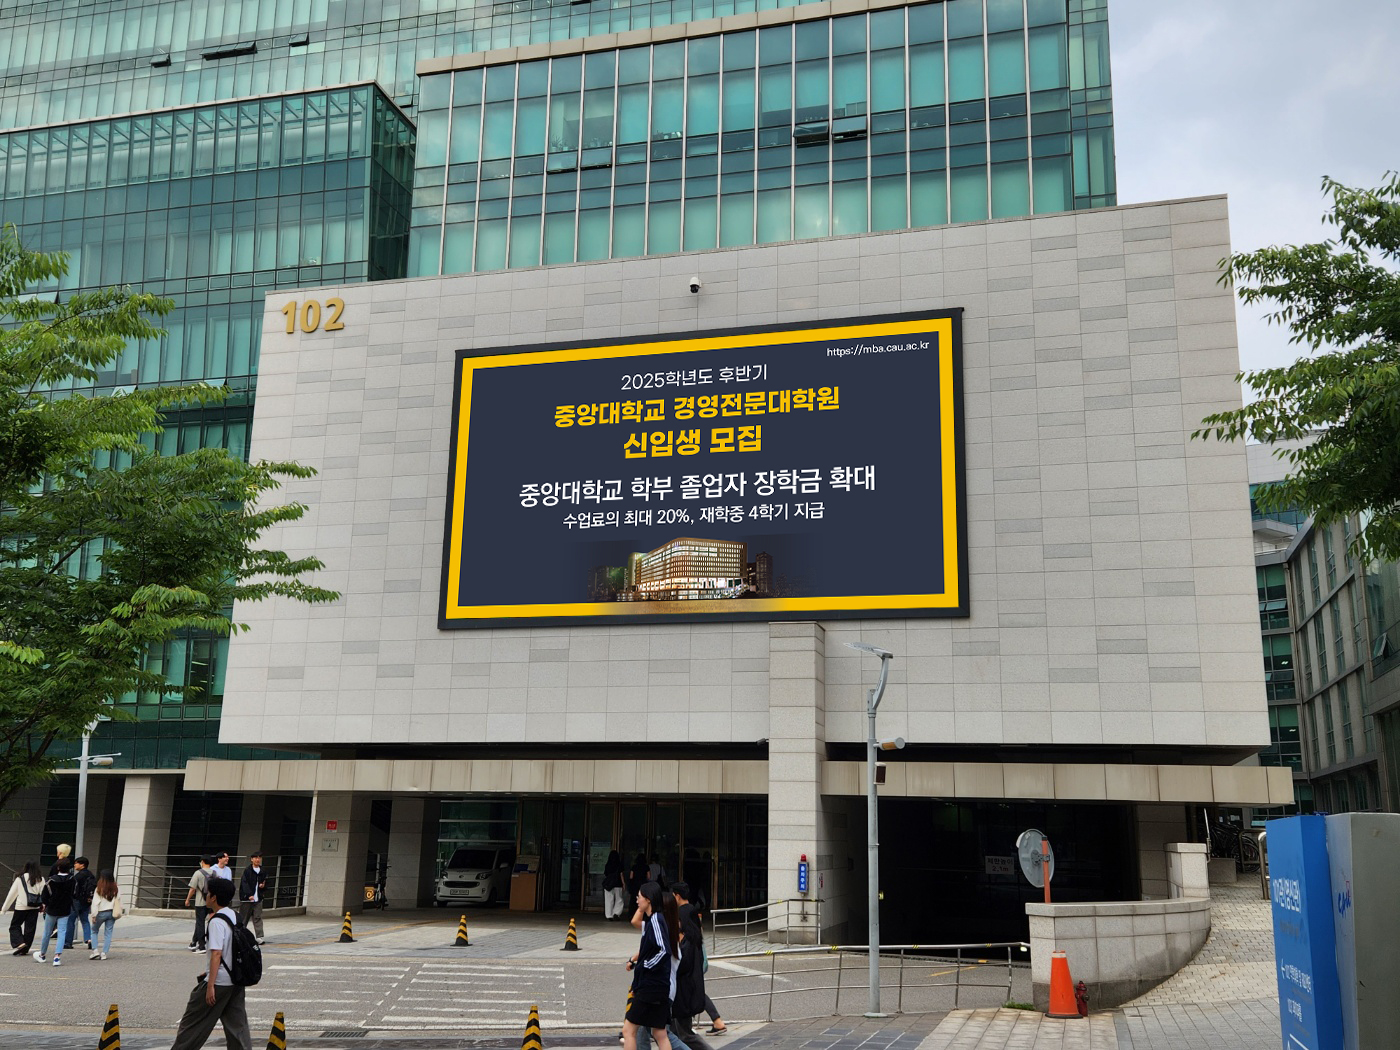 102
https://mba.cau.ac.kr
2025학년도 후반기
중앙대학교 경영전문대학원
신입생 모집
중앙대학교 학부 졸업자 장학금 확대
수업료의 최대 20%, 재학중 4학기 지급